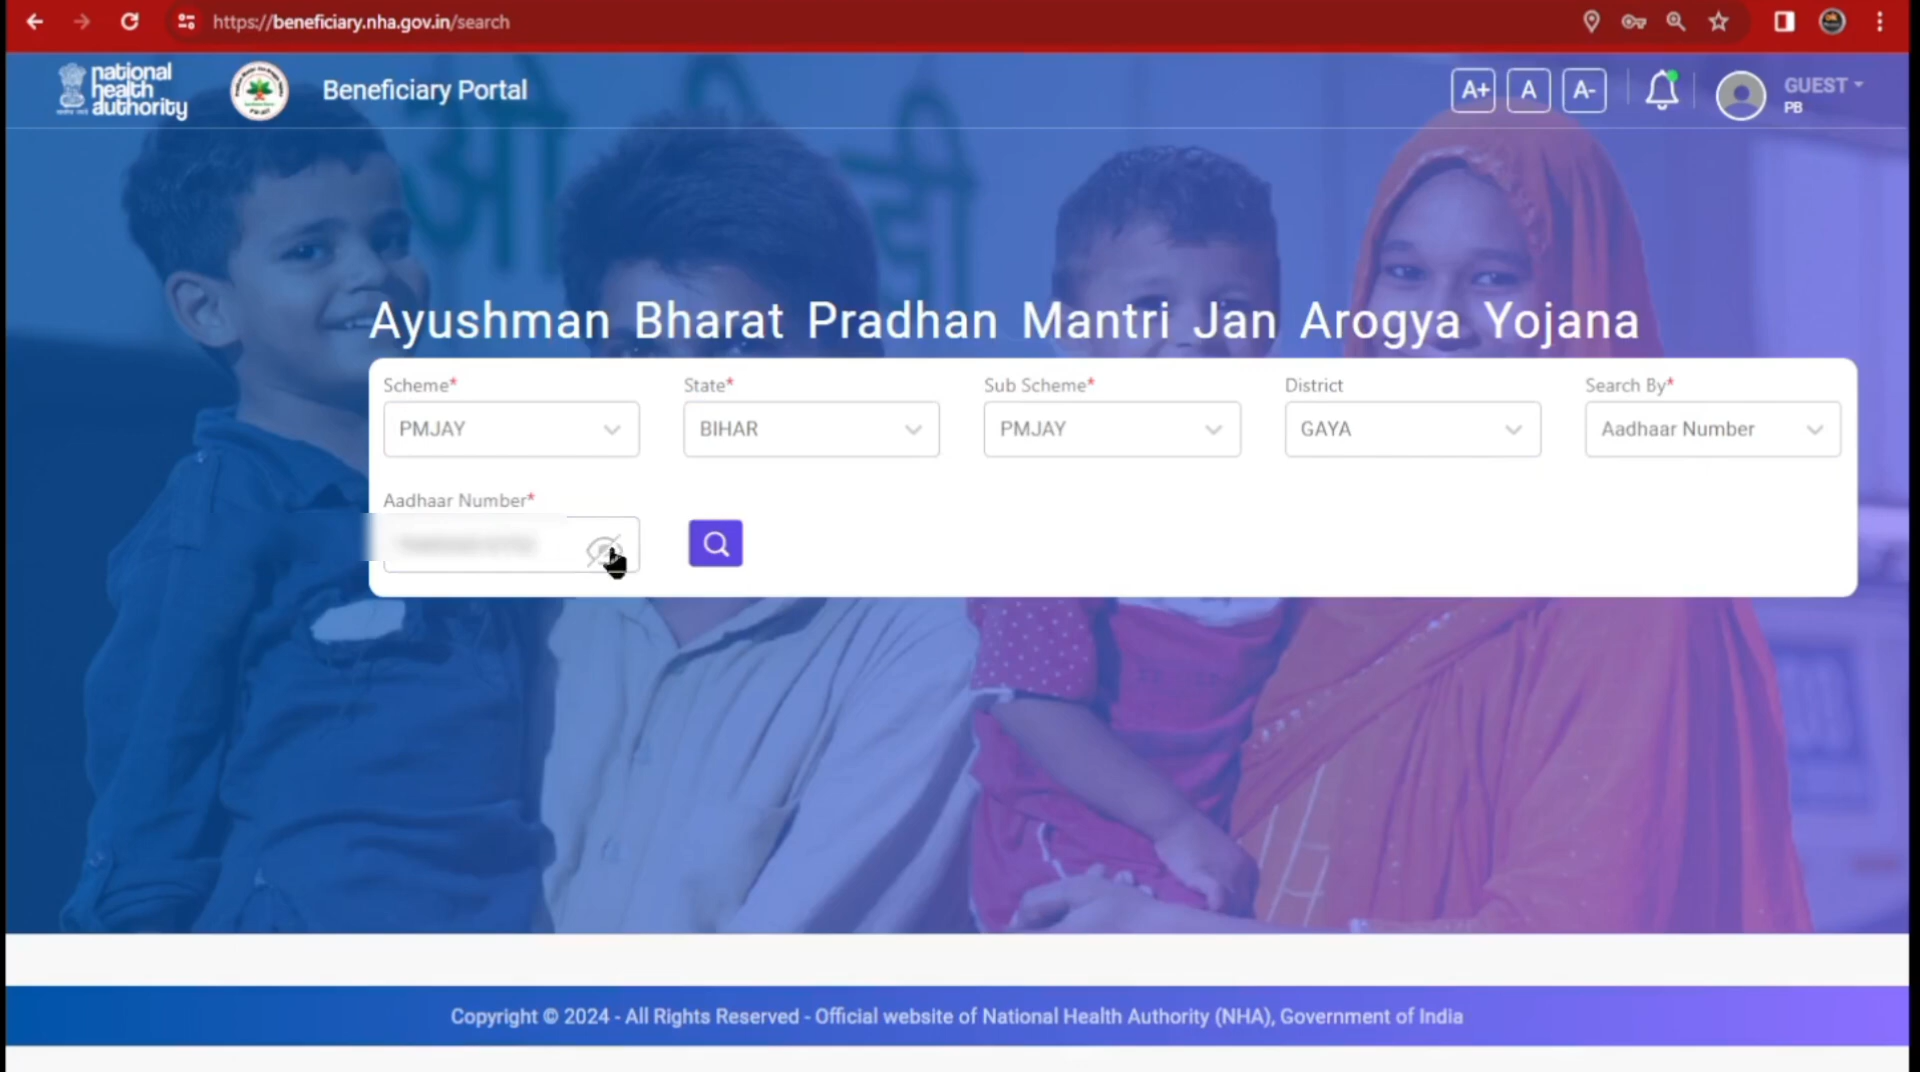 https://beneficiary.nha.gov.in/search
national
health
authority
Beneficiary Portal
A+ A A-
GUEST
PB
Ayushman Bharat Pradhan Mantri Jan Arogya Yojana
Scheme* State* Sub Scheme* District Search By*
PMJAY BIHAR PMJAY GAYA Aadhaar Number
Aadhaar Number*
Copyright © 2024 - All Rights Reserved - Official website of National Health Authority (NHA), Government of India